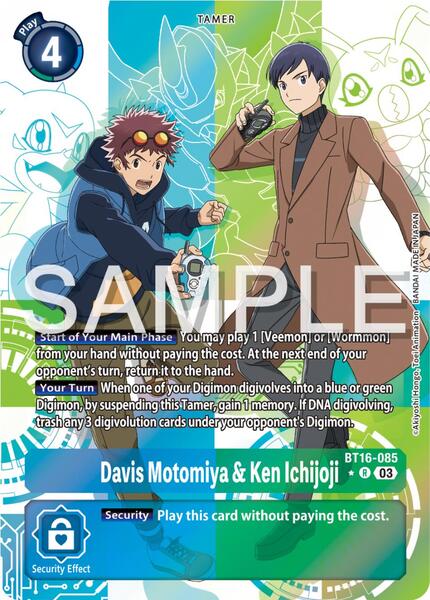 TAMER
Play
4
SAMPLE
Start of Your Main Phase You may play 1 [Veemon] or [Wormmon]
from your hand without paying the cost. At the next end of your
opponent's turn, return it to the hand.
Your Turn When one of your Digimon digivolves into a blue or green
Digimon, by suspending this Tamer, gain 1 memory. If DNA digivolving,
trash any 3 digivolution cards under your opponent's Digimon.
©Akiyoshi Hongo, Toei Animation BANDAI MADE IN JAPAN
BT16-085
Davis Motomiya & Ken Ichijoji
R 03
Security Play this card without paying the cost.
Security Effect